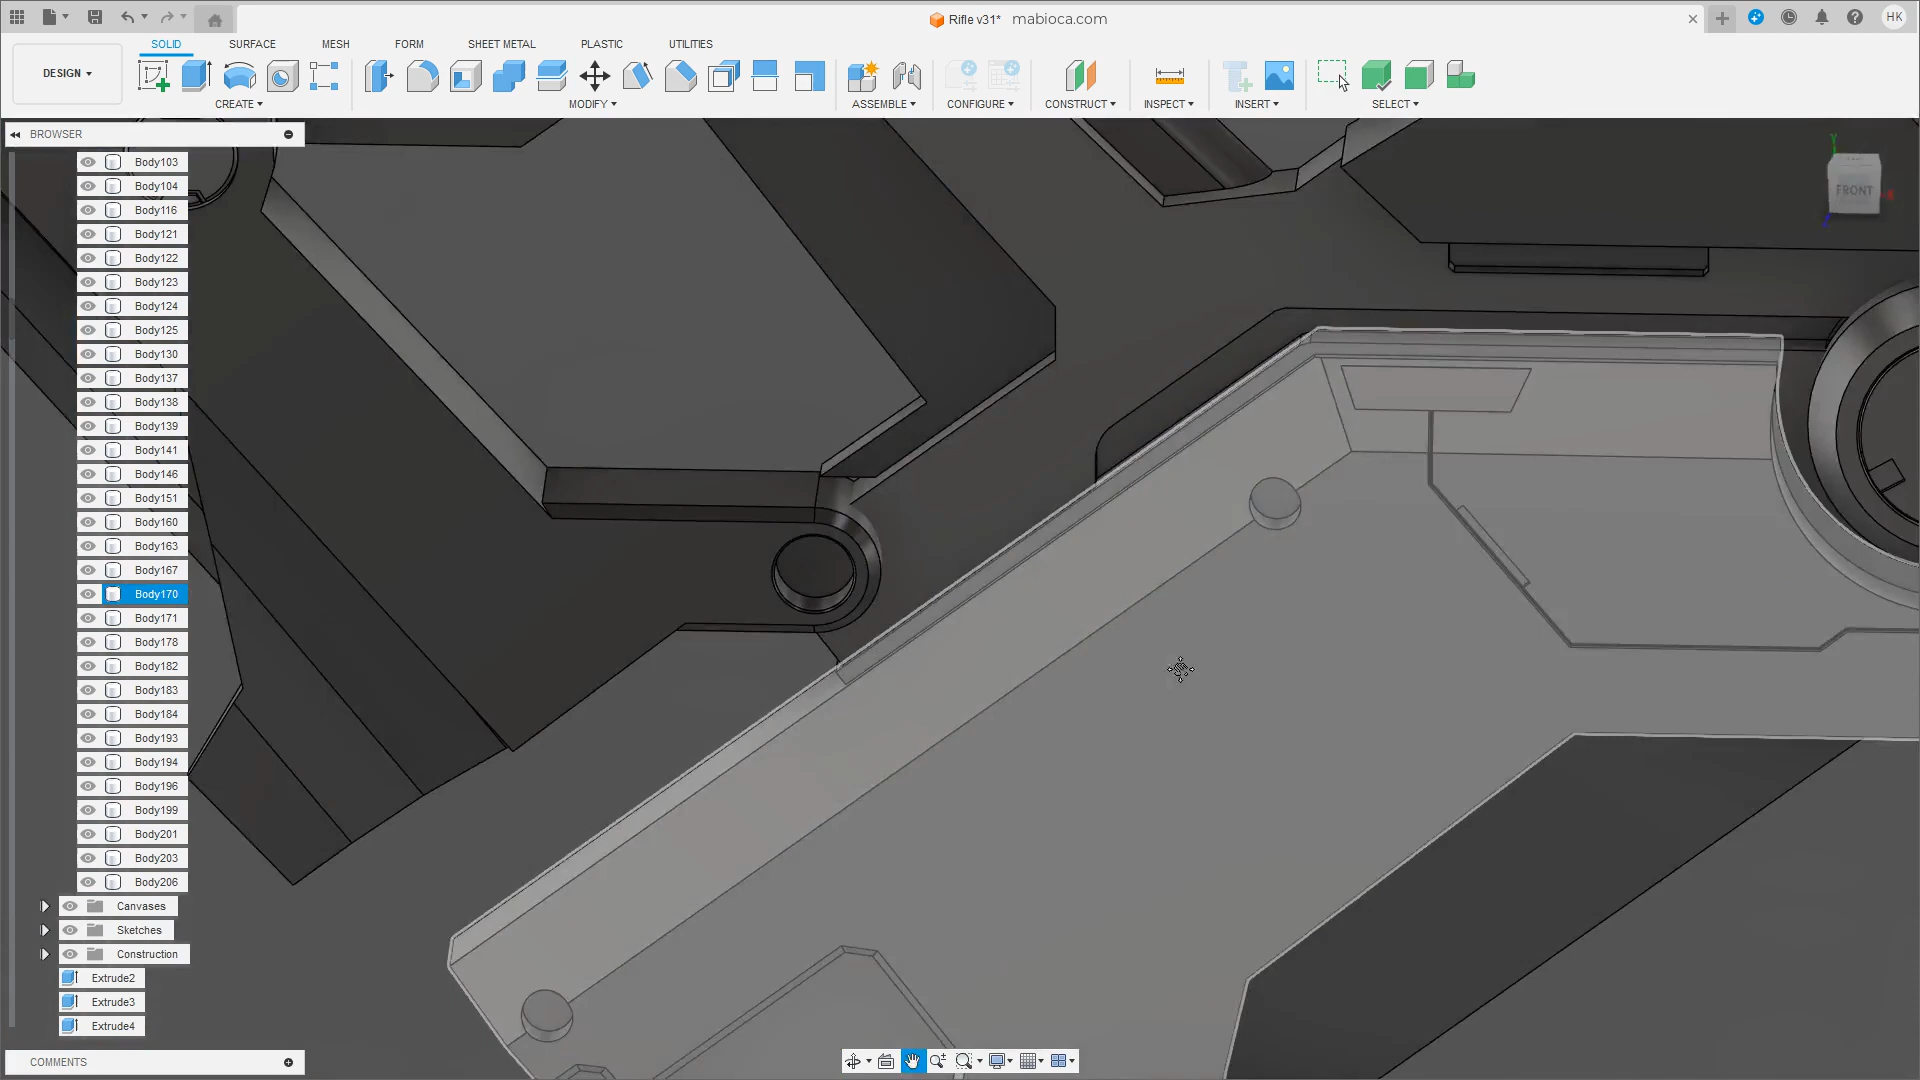 Rifle v31* mabioca.com
HK
SOLID SURFACE MESH FORM SHEET METAL PLASTIC UTILITIES
DESIGN
CREATE MODIFY ASSEMBLE CONFIGURE CONSTRUCT INSPECT INSERT SELECT
BROWSER
Body103
Body104
Body116
Body121
Body122
Body123
Body124
Body125
Body130
Body137
Body138
Body139
Body141
Body146
Body151
Body160
Body163
Body167
Body170
Body171
Body178
Body182
Body183
Body184
Body193
Body194
Body196
Body199
Body201
Body203
Body206
Canvases
Sketches
Construction
Extrude2
Extrude3
Extrude4
COMMENTS
FRONT